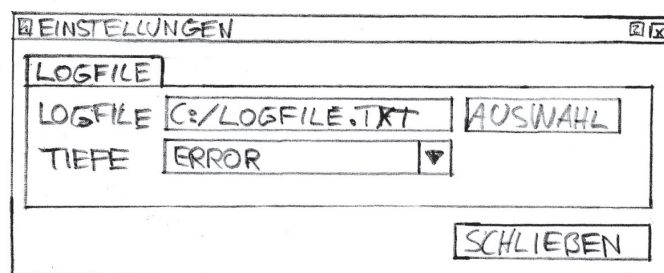 EINSTELLUNGEN ? X
LOGFILE
LOGFILE C:/LOGFILE.TXT AUSWAHL
TIEFE ERROR
SCHLIEßEN